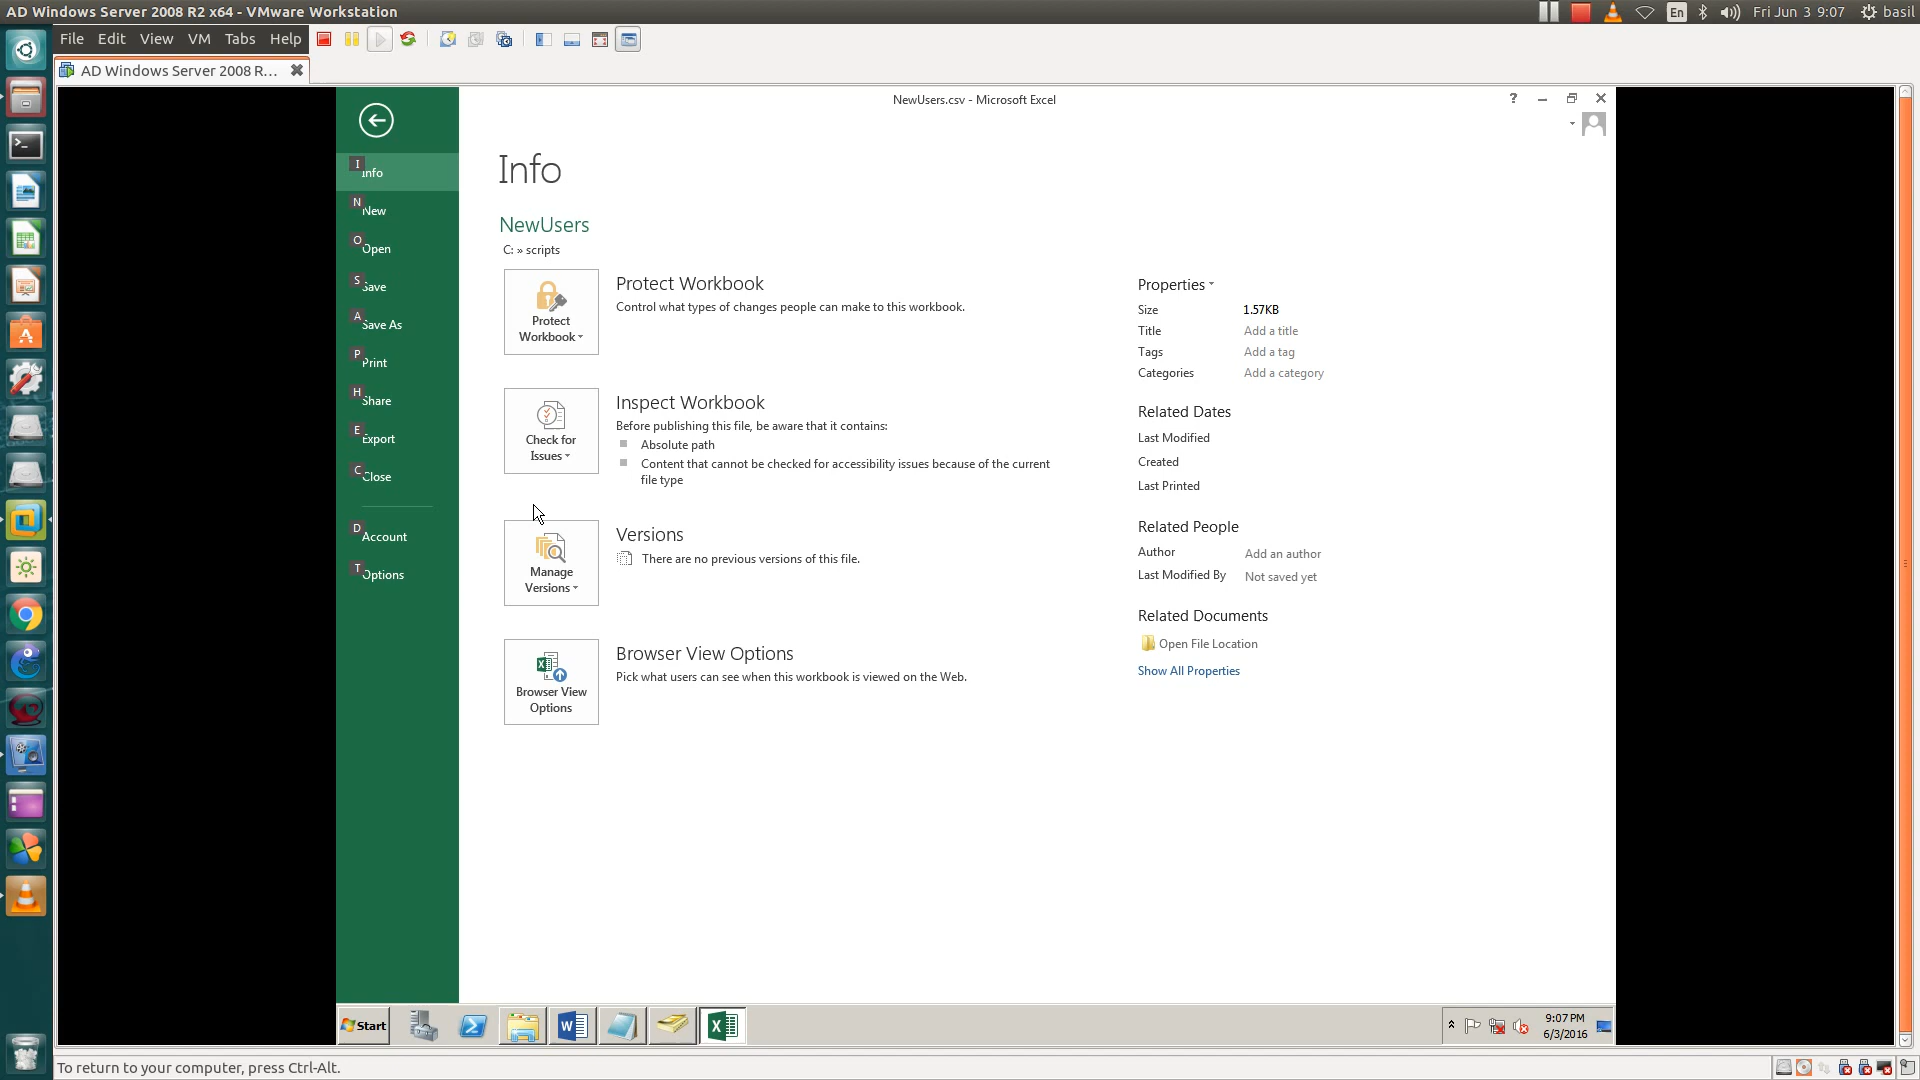 AD Windows Server 2008 R2 x64 - VMware Workstation
En
Fri Jun 3 9:07
basil
File Edit View VM Tabs Help
AD Windows Server 2008 R...
NewUsers.csv - Microsoft Excel
?
I
Info
N
New
O
Open
S
Save
A
Save As
P
Print
H
Share
E
Export
C
Close
D
Account
T
Options
Info
NewUsers
C: » scripts
Protect
Workbook
Protect Workbook
Control what types of changes people can make to this workbook.
Check for
Issues
Inspect Workbook
Before publishing this file, be aware that it contains:
Absolute path
Content that cannot be checked for accessibility issues because of the current
file type
Manage
Versions
Versions
There are no previous versions of this file.
Browser View
Options
Browser View Options
Pick what users can see when this workbook is viewed on the Web.
Properties
Size 1.57KB
Title Add a title
Tags Add a tag
Categories Add a category
Related Dates
Last Modified
Created
Last Printed
Related People
Author Add an author
Last Modified By Not saved yet
Related Documents
Open File Location
Show All Properties
Start
9:07 PM
6/3/2016
To return to your computer, press Ctrl-Alt.